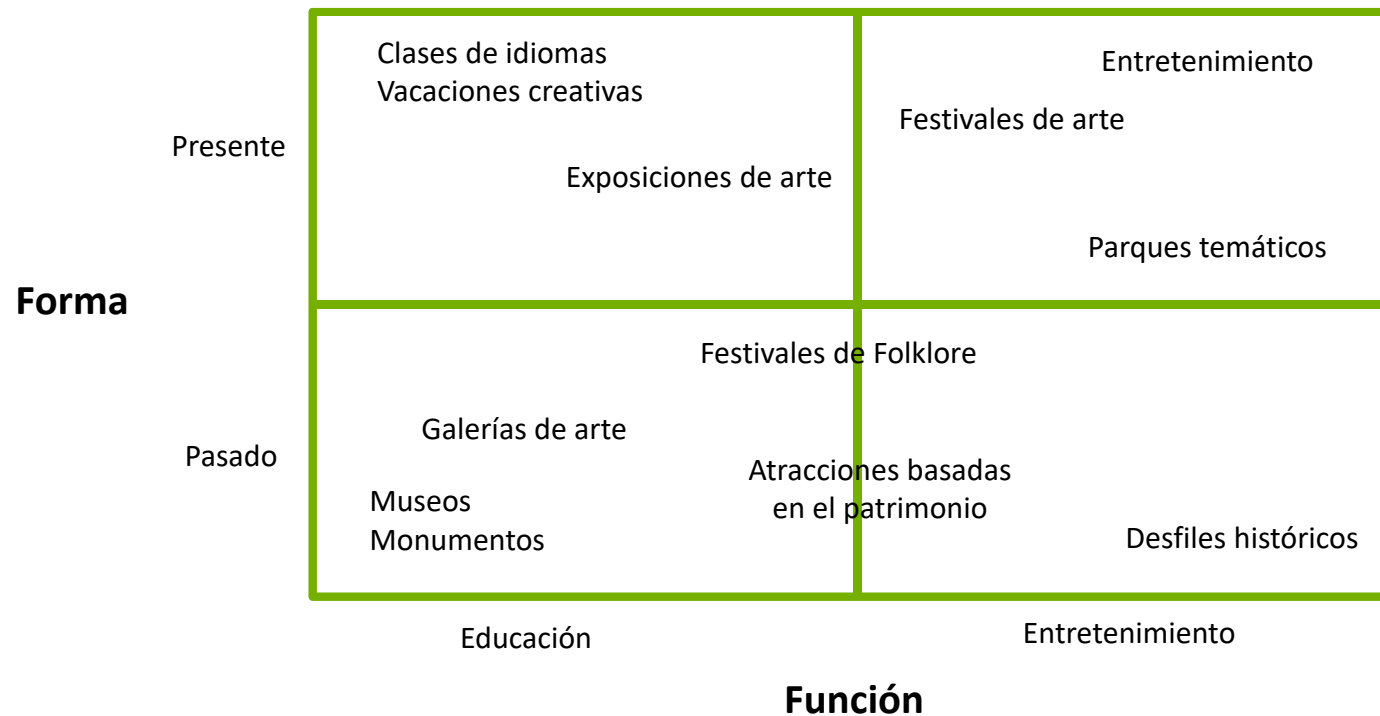 Clases de idiomas
Vacaciones creativas
Entretenimiento
Festivales de arte
Presente
Exposiciones de arte
Parques temáticos
Forma
Festivales de Folklore
Galerías de arte
Pasado
Atracciones basadas
en el patrimonio
Museos
Monumentos
Desfiles históricos
Educación
Entretenimiento
Función